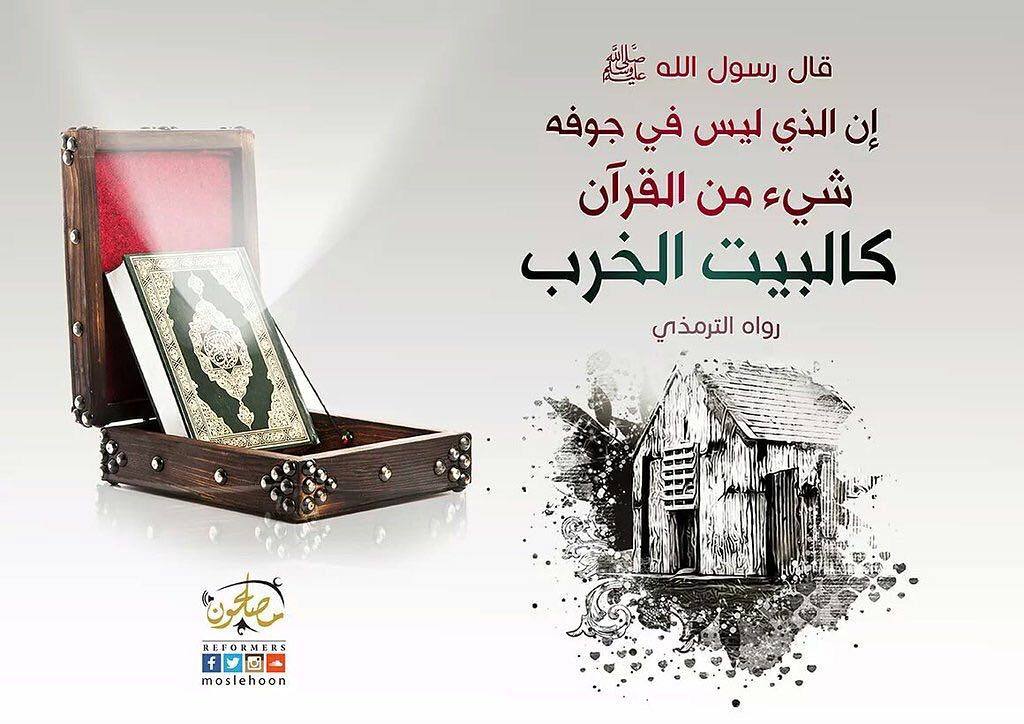 قال رسول الله ﷺ
إن الذي ليس في جوفه
شيء من القرآن
كالبيت الخرب
رواه الترمذي
مصلحون
REFORMERS
moslehoon